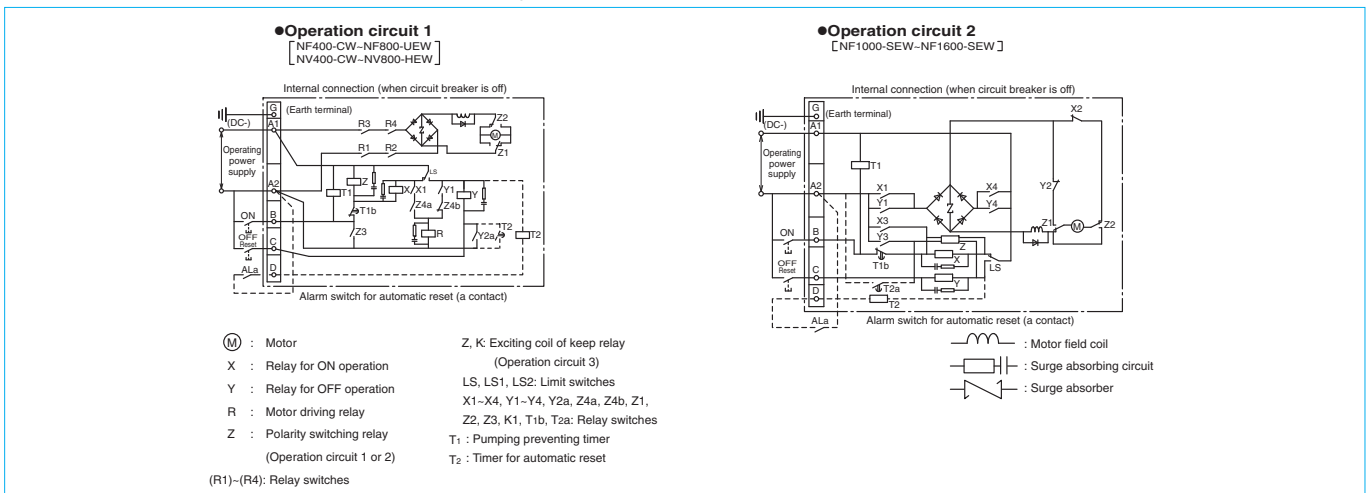 ●Operation circuit 1
NF400-CW~NF800-UEW
NV400-CW~NV800-HEW
Internal connection (when circuit breaker is off)
G
(Earth terminal)
(DC-)
A1
R3
R4
Z
Z2
M
Z1
R1
R2
Operating
power
supply
LS
A2
T1
Z
X
X1
Y1
Y
Z4a
Z4b
T1b
ON
B
Z3
R
Y2a
T2
T2
OFF
Reset
C
ALa
D
Alarm switch for automatic reset (a contact)
●Operation circuit 2
NF1000-SEW~NF1600-SEW
Internal connection (when circuit breaker is off)
G
(Earth terminal)
X2
(DC-)
A1
Operating
power
supply
T1
A2
X1
Y1
Z
X4
Y4
Y2
X3
Z1
M
Z2
ON
B
Y3
Z
T1b
X
LS
OFF
Reset
C
Y
T2a
D
T2
ALa
Alarm switch for automatic reset (a contact)
M : Motor
X : Relay for ON operation
Y : Relay for OFF operation
R : Motor driving relay
Z : Polarity switching relay
(Operation circuit 1 or 2)
(R1)~(R4): Relay switches
Z, K: Exciting coil of keep relay
(Operation circuit 3)
LS, LS1, LS2: Limit switches
X1~X4, Y1~Y4, Y2a, Z4a, Z4b, Z1,
Z2, Z3, K1, T1b, T2a: Relay switches
T1 : Pumping preventing timer
T2 : Timer for automatic reset
: Motor field coil
: Surge absorbing circuit
: Surge absorber